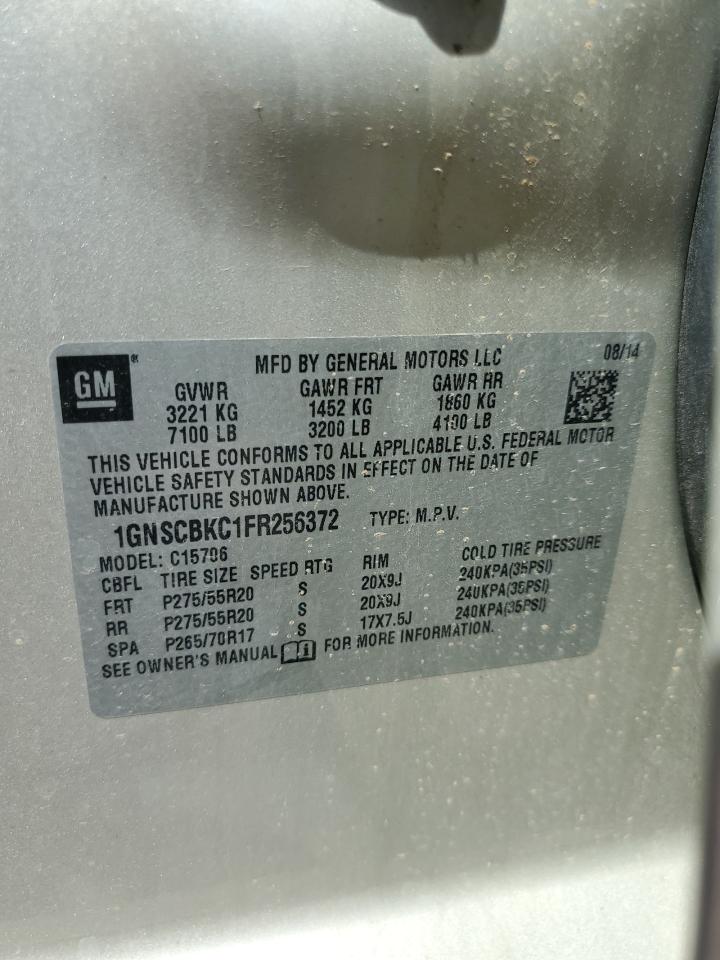 GM ®
MFD BY GENERAL MOTORS LLC 08/14
GVWR GAWR FRT GAWR RR
3221 KG 1452 KG 1860 KG
7100 LB 3200 LB 4100 LB
THIS VEHICLE CONFORMS TO ALL APPLICABLE U.S. FEDERAL MOTOR
VEHICLE SAFETY STANDARDS IN EFFECT ON THE DATE OF
MANUFACTURE SHOWN ABOVE.
1GNSCBKC1FR256372 TYPE: M.P.V.
MODEL: C15706
CBFL TIRE SIZE SPEED RTG RIM COLD TIRE PRESSURE
FRT P275/55R20 S 20X9J 240KPA(35PSI)
RR P275/55R20 S 20X9J 240KPA(35PSI)
SPA P265/70R17 S 17X7.5J 240KPA(35PSI)
SEE OWNER'S MANUAL FOR MORE INFORMATION.